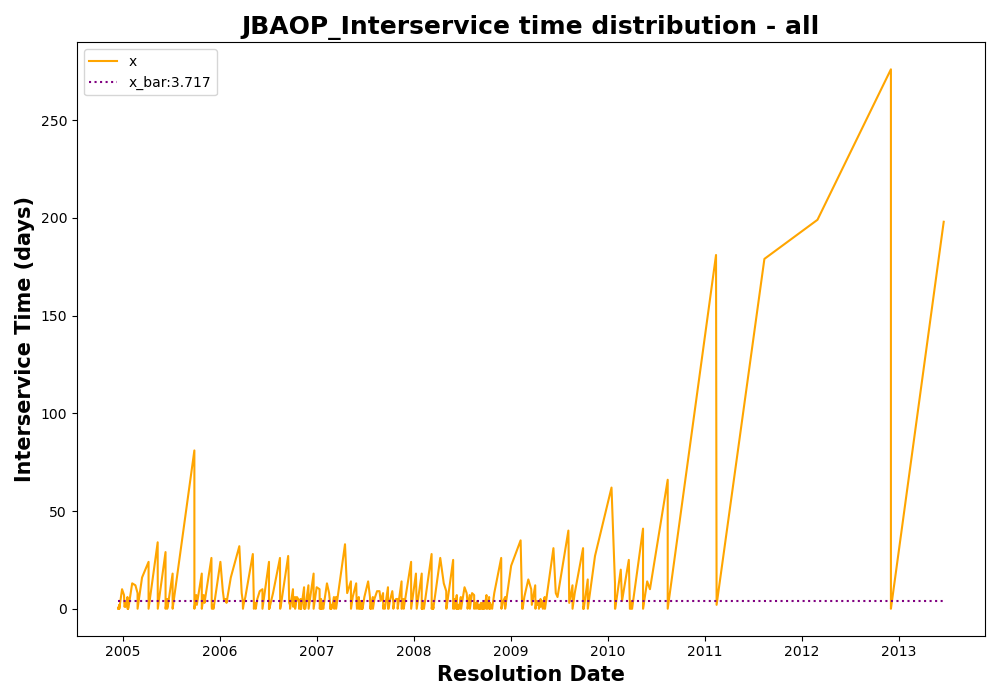 JBAOP_Interservice time distribution - all
x
x_bar:3.717
Interservice Time (days)
250
200
150
100
50
0
2005 2006 2007 2008 2009 2010 2011 2012 2013
Resolution Date